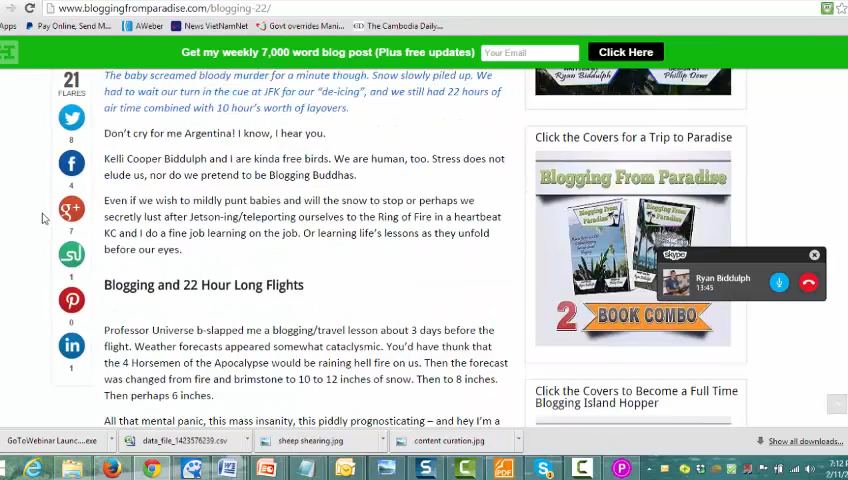 www.bloggingfromparadise.com/blogging-22/
Apps
Pay Online, Send M...
AWeber
News VietNamNet
Govt overrides Manit...
The Cambodia Daily...
Get my weekly 7,000 word blog post (Plus free updates)
Your Email
Click Here
21
FLARES
8
4
g+
7
1
0
in
1
The baby screamed bloody murder for a minute though. Snow slowly piled up. We
had to wait our turn in the cue at JFK for our “de-icing”, and we still had 22 hours of
air time combined with 10 hour’s worth of layovers.
Don’t cry for me Argentina! I know, I hear you.
Kelli Cooper Biddulph and I are kinda free birds. We are human, too. Stress does not
elude us, nor do we pretend to be Blogging Buddhas.
Even if we wish to mildly punt babies and will the snow to stop or perhaps we
secretly lust after Jetson-ing/teleporting ourselves to the Ring of Fire in a heartbeat
KC and I do a fine job learning on the job. Or learning life’s lessons as they unfold
before our eyes.
Blogging and 22 Hour Long Flights
Professor Universe b-slapped me a blogging/travel lesson about 3 days before the
flight. Weather forecasts appeared somewhat cataclysmic. You’d have thunk that
the 4 Horsemen of the Apocalypse would be raining hell fire on us. Then the forecast
was changed from fire and brimstone to 10 to 12 inches of snow. Then to 8 inches.
Then perhaps 6 inches.
All that mental panic, this mass insanity, this piddly prognosticating – and hey I’m a
RYAN BIDDULPH
PHILLIP DOWS
Click the Covers for a Trip to Paradise
Blogging From Paradise
2 BOOK COMBO
skype
Ryan Biddulph
13:45
Click the Covers to Become a Full Time
Blogging Island Hopper
GoToWebinar Launc....exe
data_file_1423576239.csv
sheep shearing.jpg
content curation.jpg
Show all downloads...
7:12 P
2/11/2